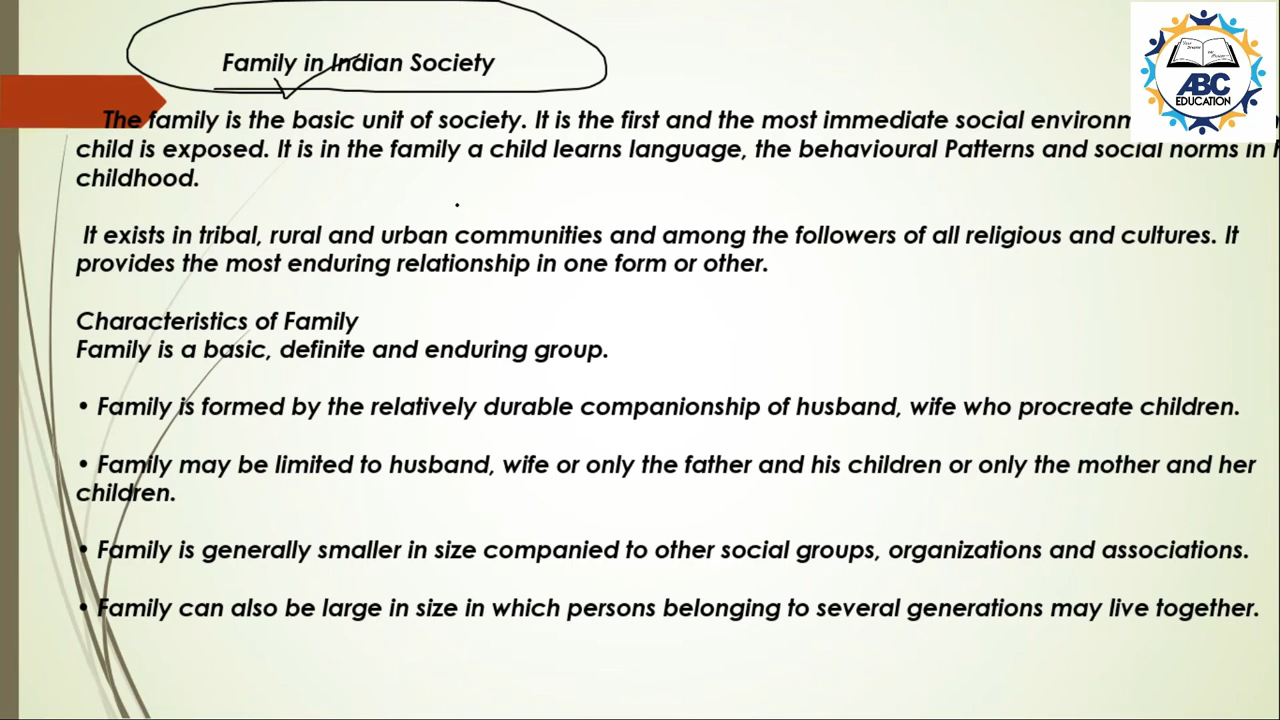 Family in Indian Society
The family is the basic unit of society. It is the first and the most immediate social
child is exposed. It is in the family a child learns language, the behavioural Patterns and social norms in
childhood.
It exists in tribal, rural and urban communities and among the followers of all religious and cultures. It
provides the most enduring relationship in one form or other.
Characteristics of Family
Family is a basic, definite and enduring group.
• Family is formed by the relatively durable companionship of husband, wife who procreate children.
• Family may be limited to husband, wife or only the father and his children or only the mother and her
children.
• Family is generally smaller in size companied to other social groups, organizations and associations.
• Family can also be large in size in which persons belonging to several generations may live together.
ABC
EDUCATION